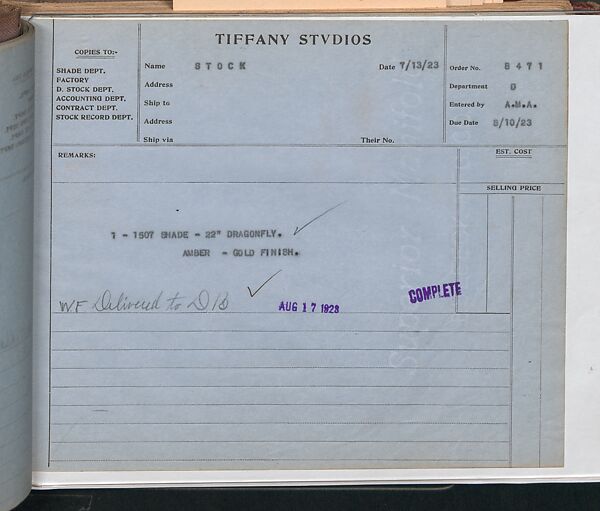 TIFFANY STVDIOS
COPIES TO:-
SHADE DEPT.
FACTORY
D. STOCK DEPT.
ACCOUNTING DEPT.
CONTRACT DEPT.
STOCK RECORD DEPT.
Name STOCK Date 7/13/23
Address
Ship to
Address
Ship via Their No.
Order No. 8471
Department D
Entered by A.M.A.
Due Date 8/10/23
REMARKS:
EST. COST
SELLING PRICE
1 - 1507 SHADE - 22" DRAGONFLY.
AMBER - GOLD FINISH.
WF Delivered to D/S
AUG 17 1923
COMPLETE